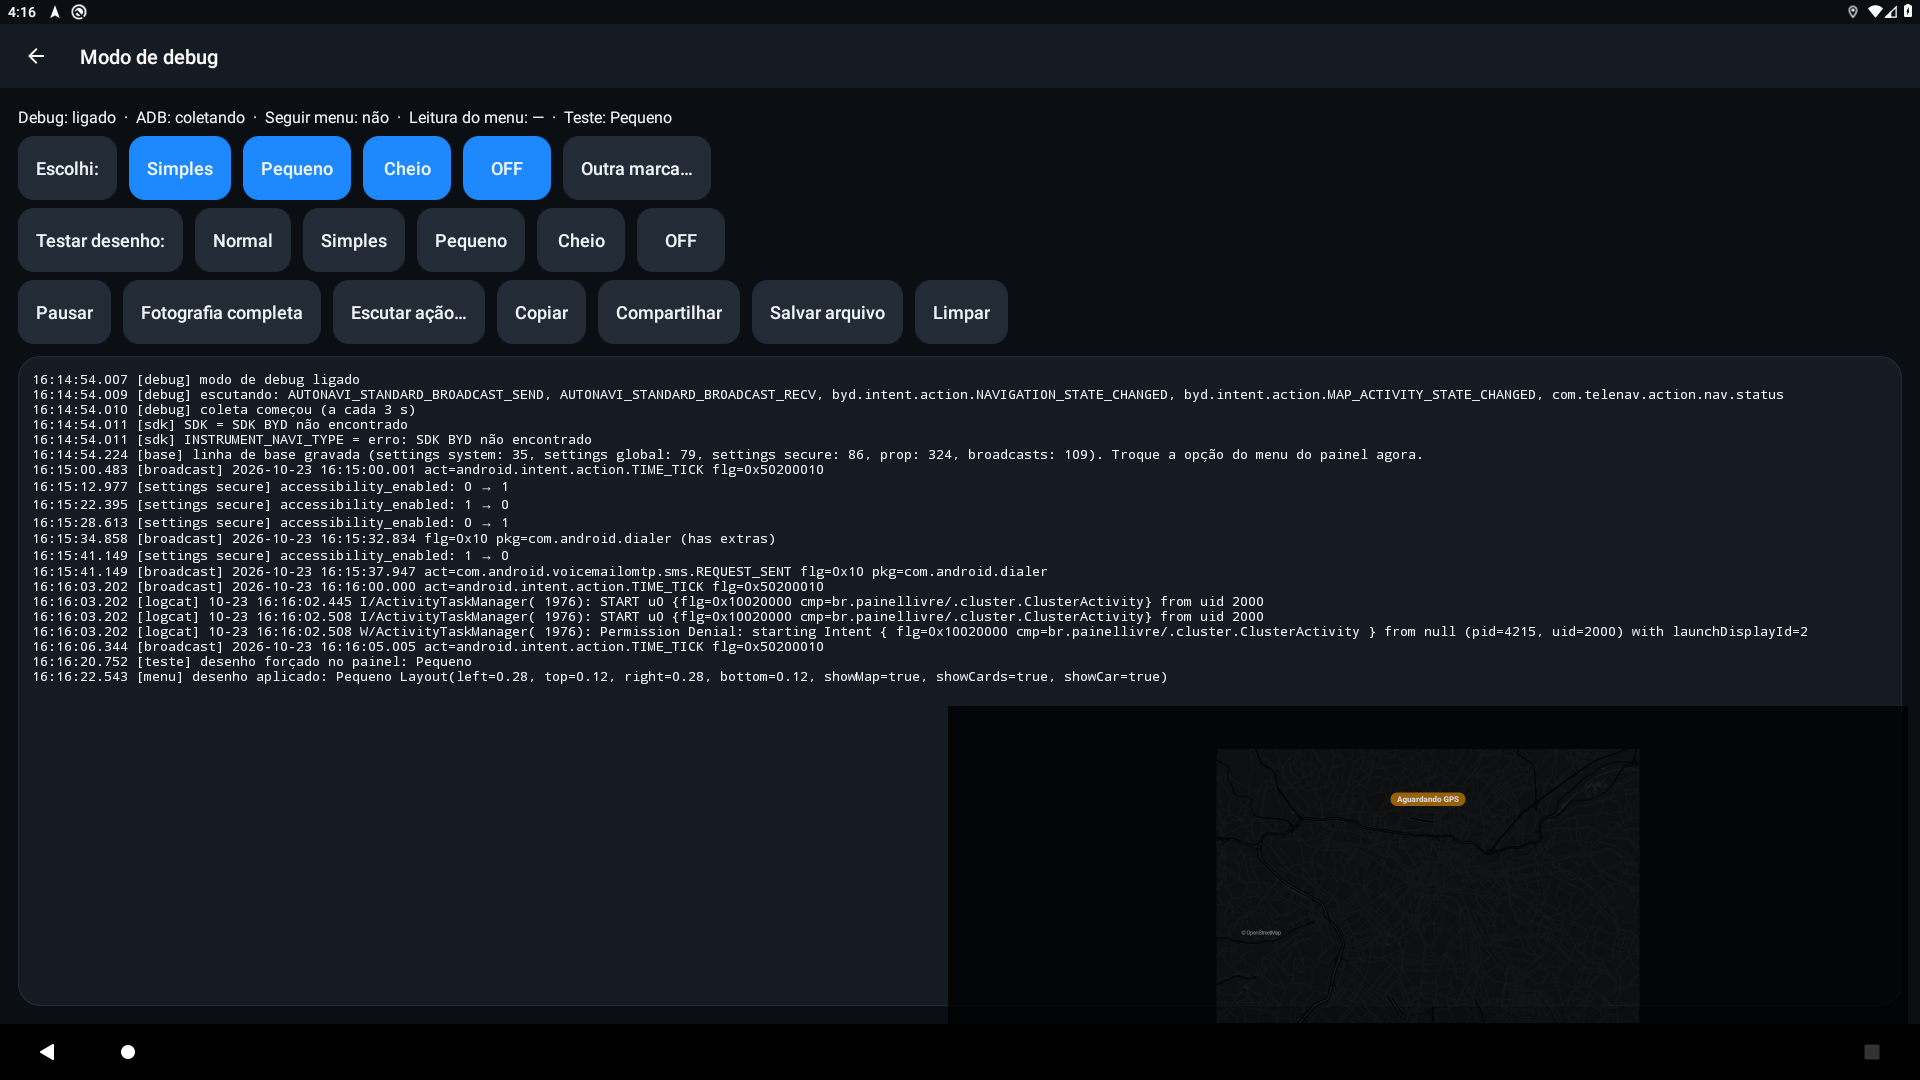 4:16
Modo de debug
Debug: ligado · ADB: coletando · Seguir menu: não · Leitura do menu: — · Teste: Pequeno
Escolhi: Simples Pequeno Cheio OFF Outra marca...
Testar desenho: Normal Simples Pequeno Cheio OFF
Pausar Fotografia completa Escutar ação... Copiar Compartilhar Salvar arquivo Limpar
16:14:54.007 [debug] modo de debug ligado
16:14:54.009 [debug] escutando: AUTONAVI_STANDARD_BROADCAST_SEND, AUTONAVI_STANDARD_BROADCAST_RECV, byd.intent.action.NAVIGATION_STATE_CHANGED, byd.intent.action.MAP_ACTIVITY_STATE_CHANGED, com.telenav.action.nav.status
16:14:54.010 [debug] coleta começou (a cada 3 s)
16:14:54.011 [sdk] SDK = SDK BYD não encontrado
16:14:54.011 [sdk] INSTRUMENT_NAVI_TYPE = erro: SDK BYD não encontrado
16:14:54.224 [base] linha de base gravada (settings system: 35, settings global: 79, settings secure: 86, prop: 324, broadcasts: 109). Troque a opção do menu do painel agora.
16:15:00.483 [broadcast] 2026-10-23 16:15:00.001 act=android.intent.action.TIME_TICK flg=0x50200010
16:15:12.977 [settings secure] accessibility_enabled: 0 → 1
16:15:22.395 [settings secure] accessibility_enabled: 1 → 0
16:15:28.613 [settings secure] accessibility_enabled: 0 → 1
16:15:34.858 [broadcast] 2026-10-23 16:15:32.834 flg=0x10 pkg=com.android.dialer (has extras)
16:15:41.149 [settings secure] accessibility_enabled: 1 → 0
16:15:41.149 [broadcast] 2026-10-23 16:15:37.947 act=com.android.voicemailomtp.sms.REQUEST_SENT flg=0x10 pkg=com.android.dialer
16:16:03.202 [broadcast] 2026-10-23 16:16:00.000 act=android.intent.action.TIME_TICK flg=0x50200010
16:16:03.202 [logcat] 10-23 16:16:02.445 I/ActivityTaskManager( 1976): START u0 {flg=0x10020000 cmp=br.painellivre/.cluster.ClusterActivity} from uid 2000
16:16:03.202 [logcat] 10-23 16:16:02.508 I/ActivityTaskManager( 1976): START u0 {flg=0x10020000 cmp=br.painellivre/.cluster.ClusterActivity} from uid 2000
16:16:03.202 [logcat] 10-23 16:16:02.508 W/ActivityTaskManager( 1976): Permission Denial: starting Intent { flg=0x10020000 cmp=br.painellivre/.cluster.ClusterActivity } from null (pid=4215, uid=2000) with launchDisplayId=2
16:16:06.344 [broadcast] 2026-10-23 16:16:05.005 act=android.intent.action.TIME_TICK flg=0x50200010
16:16:20.752 [teste] desenho forçado no painel: Pequeno
16:16:22.543 [menu] desenho aplicado: Pequeno Layout(left=0.28, top=0.12, right=0.28, bottom=0.12, showMap=true, showCards=true, showCar=true)
Aguardando GPS
© OpenStreetMap